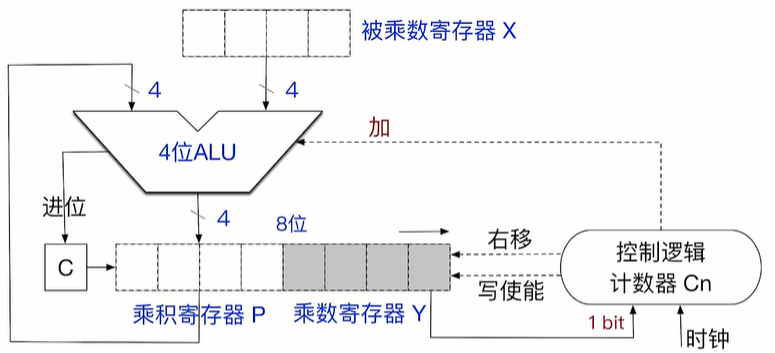 被乘数寄存器 X
4
4
加
4位ALU
进位
4
8位
C
右移
控制逻辑
计数器 Cn
写使能
乘积寄存器 P
乘数寄存器 Y
1 bit
时钟